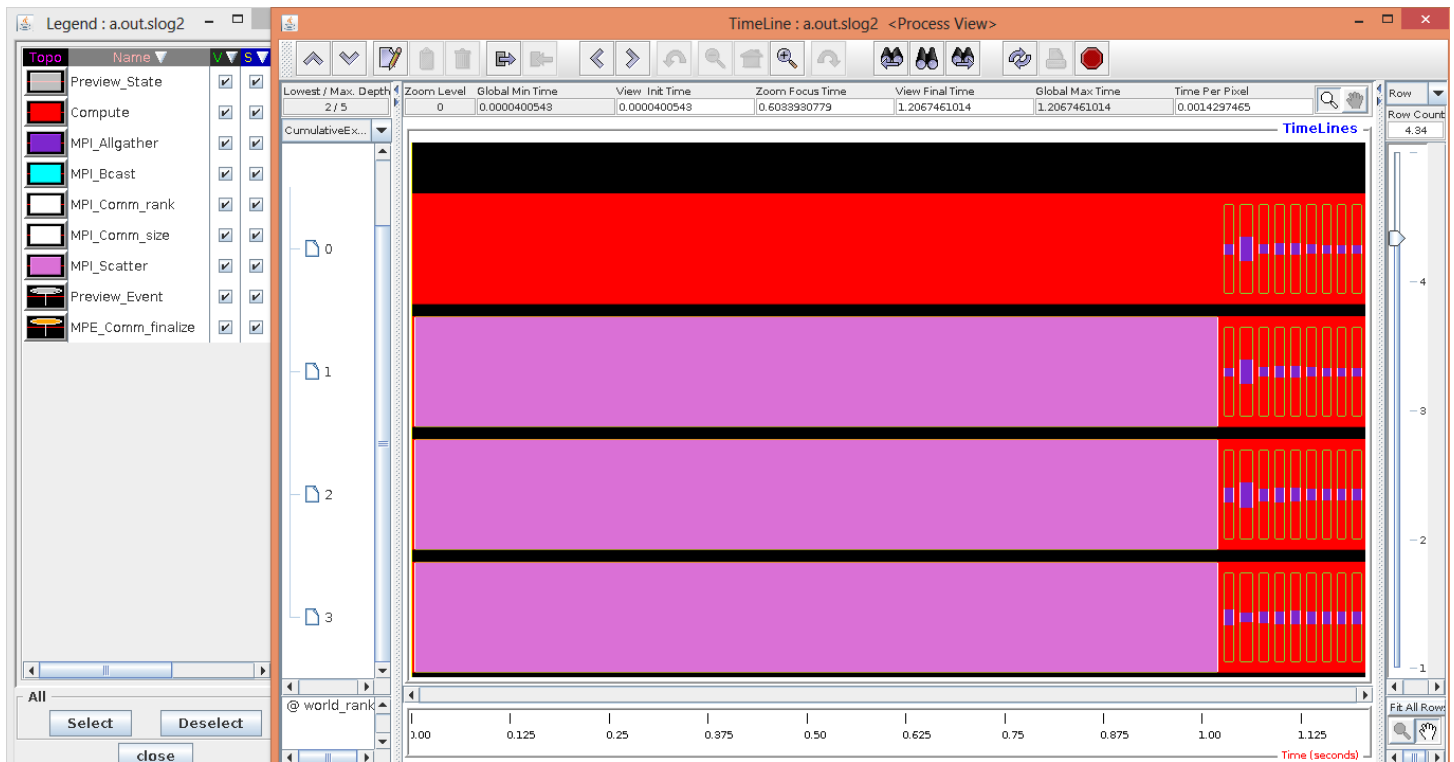 Legend : a.out.slog2
Topo Name V S
Preview_State
Compute
MPI_Allgather
MPI_Bcast
MPI_Comm_rank
MPI_Comm_size
MPI_Scatter
Preview_Event
MPE_Comm_finalize
All
Select Deselect
close
TimeLine : a.out.slog2 <Process View>
Lowest / Max. Depth Zoom Level Global Min Time View Init Time Zoom Focus Time View Final Time Global Max Time Time Per Pixel
2 / 5 0 0.0000400543 0.0000400543 0.6033930779 1.2067461014 1.2067461014 0.0014297465
Row
Row Count
4.34
CumulativeEx...
TimeLines
0
1
2
3
4
3
2
1
@ world_rank
Fit All Rows
0.00 0.125 0.25 0.375 0.50 0.625 0.75 0.875 1.00 1.125
Time (seconds)